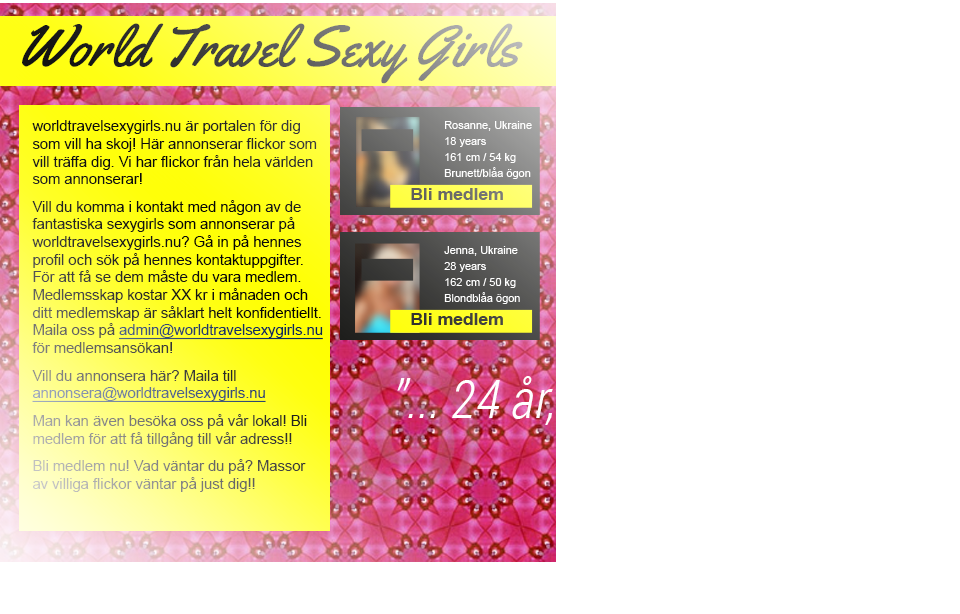 World Travel Sexy Girls
worldtravelsexygirls.nu är portalen för dig
som vill ha skoj! Här annonserar flickor som
vill träffa dig. Vi har flickor från hela världen
som annonserar!
Vill du komma i kontakt med någon av de
fantastiska sexygirls som annonserar på
worldtravelsexygirls.nu? Gå in på hennes
profil och sök på hennes kontaktuppgifter.
För att få se dem måste du vara medlem.
Medlemsskap kostar XX kr i månaden och
ditt medlemskap är såklart helt konfidentiellt.
Maila oss på admin@worldtravelsexygirls.nu
för medlemsansökan!
Vill du annonsera här? Maila till
annonsera@worldtravelsexygirls.nu
Man kan även besöka oss på vår lokal! Bli
medlem för att få tillgång till vår adress!!
Bli medlem nu! Vad väntar du på? Massor
av villiga flickor väntar på just dig!!
Rosanne, Ukraine
18 years
161 cm / 54 kg
Brunett/blåa ögon
Bli medlem
Jenna, Ukraine
28 years
162 cm / 50 kg
Blondblåa ögon
Bli medlem
"... 24 år,